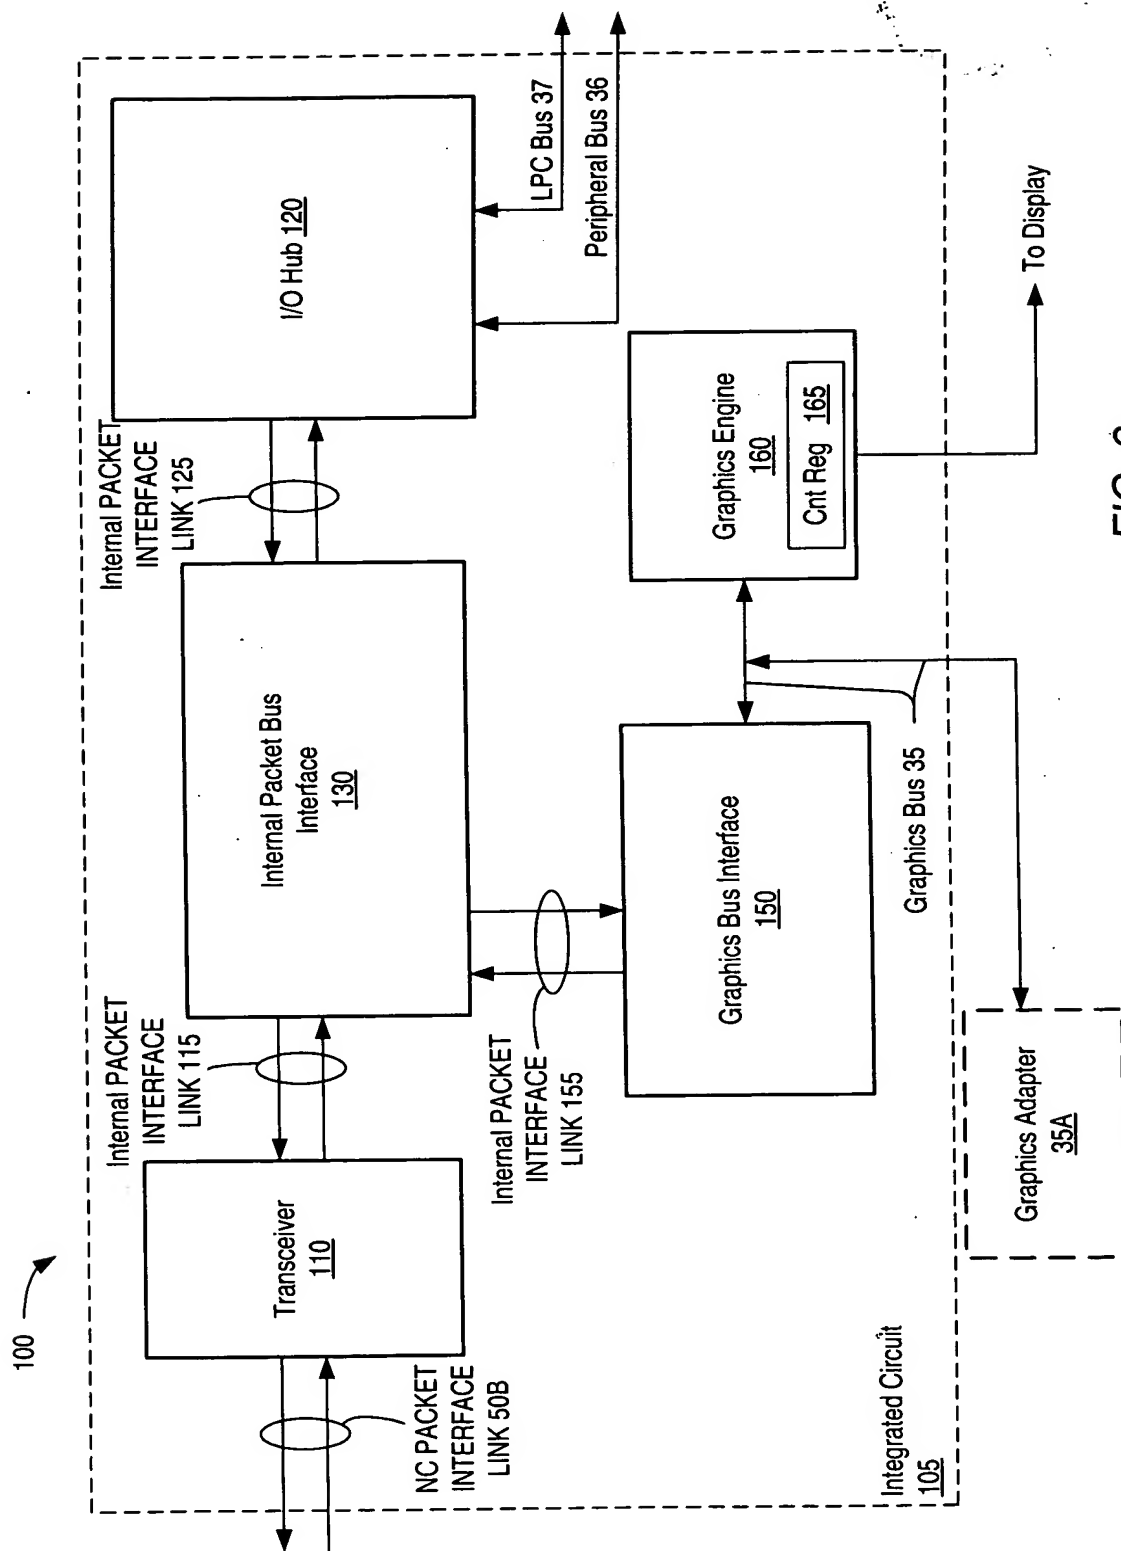 100
NC PACKET
INTERFACE
LINK 50B
Transceiver
110
Internal PACKET
INTERFACE
LINK 115
Internal Packet Bus
Interface
130
Internal PACKET
INTERFACE
LINK 125
I/O Hub 120
LPC Bus 37
Peripheral Bus 36
Internal PACKET
INTERFACE
LINK 155
Graphics Bus Interface
150
Graphics Engine
160
Cnt Reg 165
Graphics Bus 35
To Display
Integrated Circuit
105
Graphics Adapter
35A